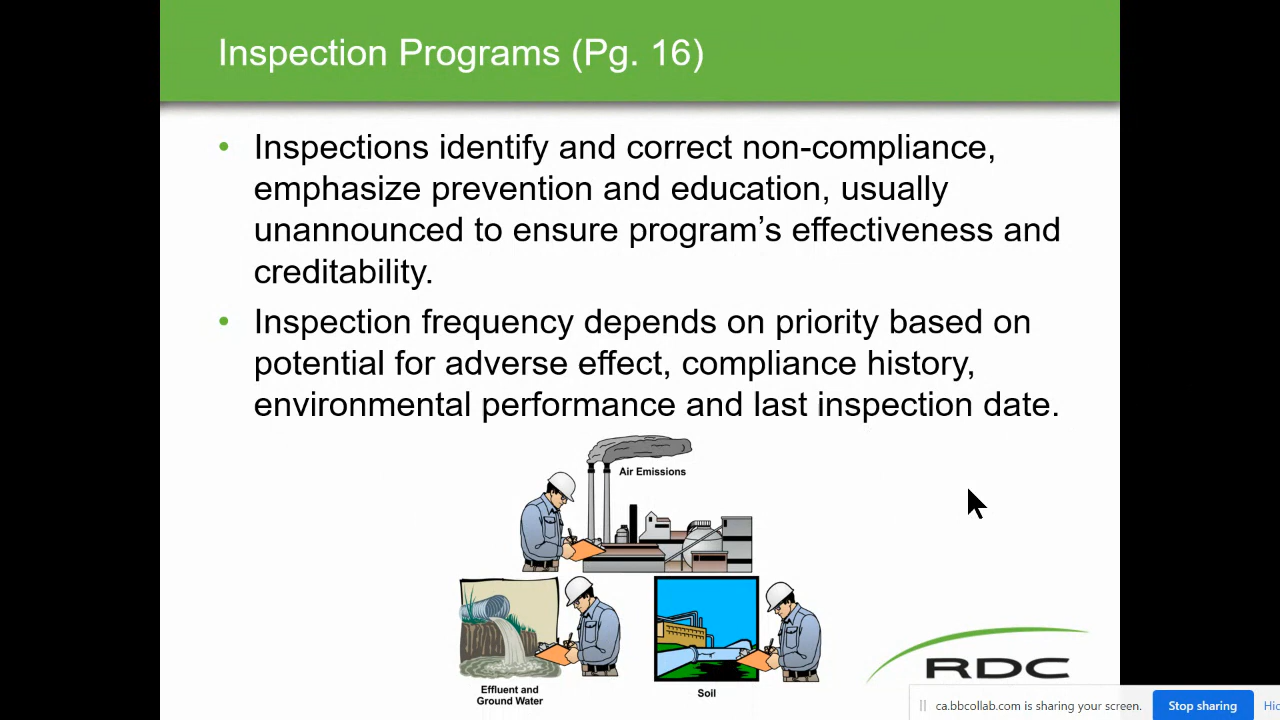 Inspection Programs (Pg. 16)
• Inspections identify and correct non-compliance,
emphasize prevention and education, usually
unannounced to ensure program’s effectiveness and
creditability.
• Inspection frequency depends on priority based on
potential for adverse effect, compliance history,
environmental performance and last inspection date.
Air Emissions
Effluent and
Ground Water
Soil
RDC
ca.bbcollab.com is sharing your screen.
Stop sharing